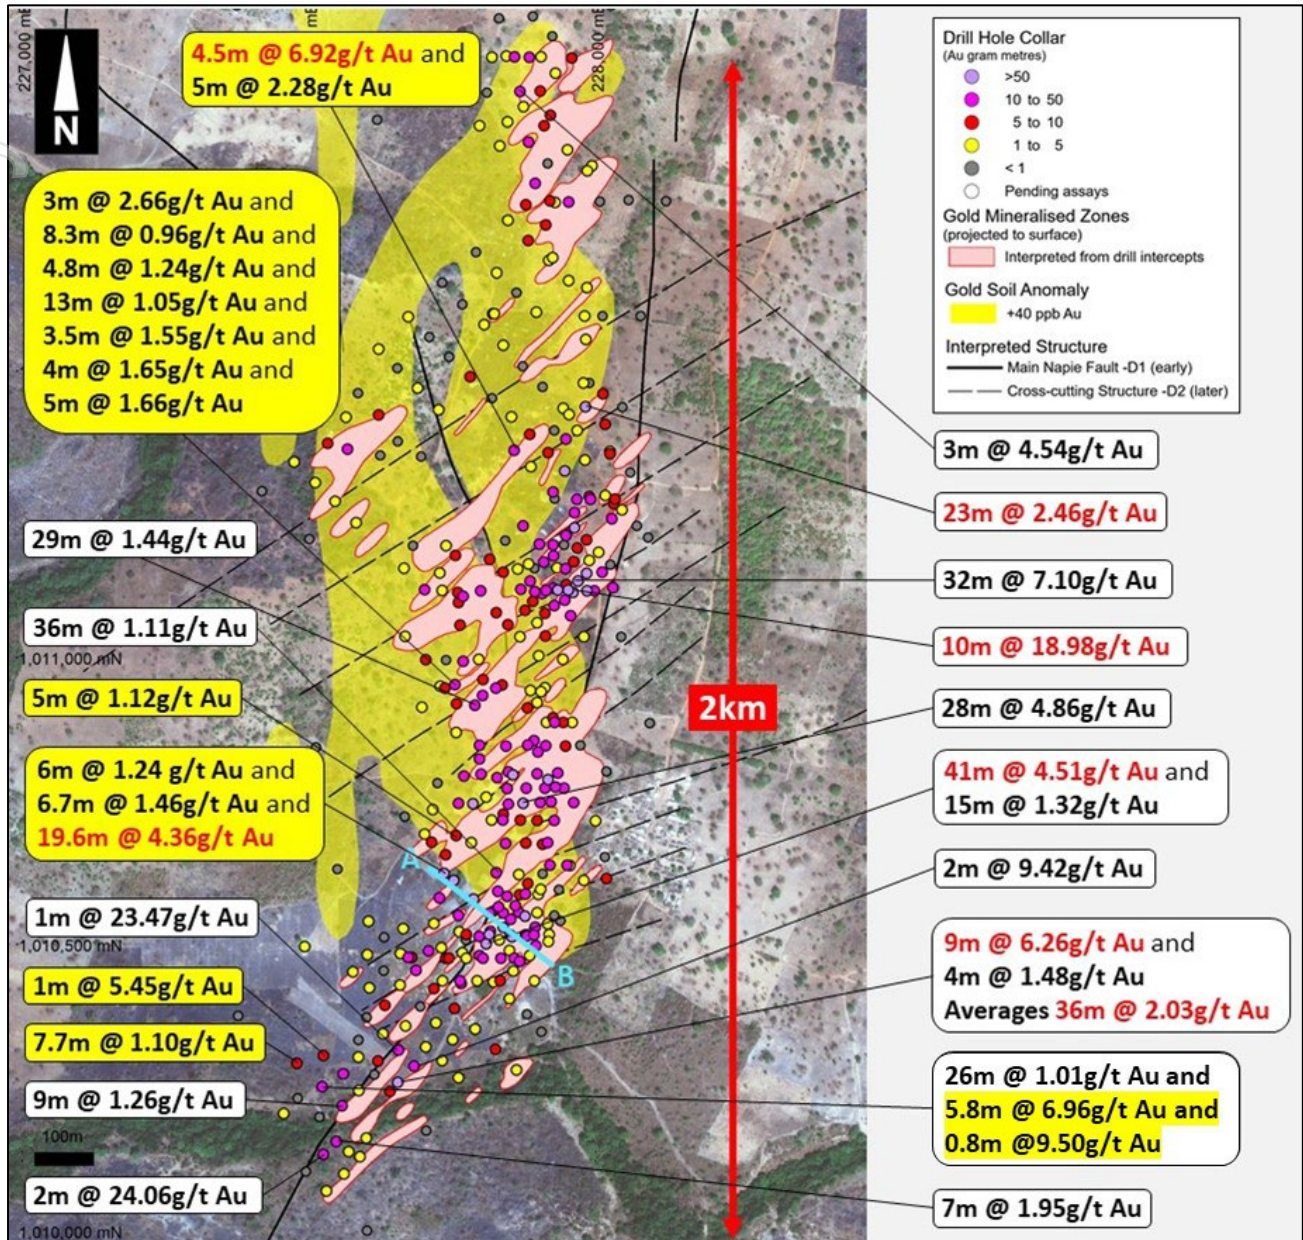 227,000 mE
mE
228,000 mE
N
4.5m @ 6.92g/t Au and
5m @ 2.28g/t Au
3m @ 2.66g/t Au and
8.3m @ 0.96g/t Au and
4.8m @ 1.24g/t Au and
13m @ 1.05g/t Au and
3.5m @ 1.55g/t Au and
4m @ 1.65g/t Au and
5m @ 1.66g/t Au
29m @ 1.44g/t Au
36m @ 1.11g/t Au
1,011,000 mN
5m @ 1.12g/t Au
6m @ 1.24 g/t Au and
6.7m @ 1.46g/t Au and
19.6m @ 4.36g/t Au
1m @ 23.47g/t Au
1,010,500 mN
1m @ 5.45g/t Au
7.7m @ 1.10g/t Au
9m @ 1.26g/t Au
100m
2m @ 24.06g/t Au
1,010,000 mN
A
B
2km
Drill Hole Collar
(Au gram metres)
>50
10 to 50
5 to 10
1 to 5
< 1
Pending assays
Gold Mineralised Zones
(projected to surface)
Interpreted from drill intercepts
Gold Soil Anomaly
+40 ppb Au
Interpreted Structure
Main Napie Fault -D1 (early)
Cross-cutting Structure -D2 (later)
3m @ 4.54g/t Au
23m @ 2.46g/t Au
32m @ 7.10g/t Au
10m @ 18.98g/t Au
28m @ 4.86g/t Au
41m @ 4.51g/t Au and
15m @ 1.32g/t Au
2m @ 9.42g/t Au
9m @ 6.26g/t Au and
4m @ 1.48g/t Au
Averages 36m @ 2.03g/t Au
26m @ 1.01g/t Au and
5.8m @ 6.96g/t Au and
0.8m @9.50g/t Au
7m @ 1.95g/t Au